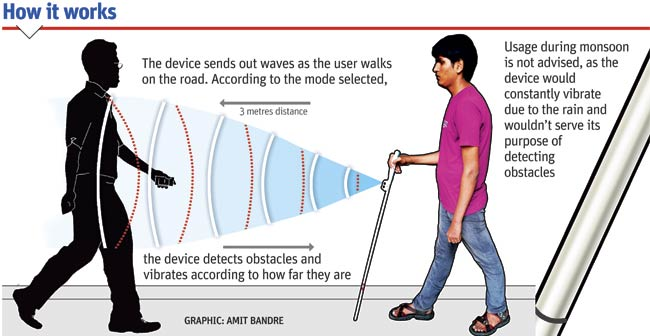 How it works
The device sends out waves as the user walks
on the road. According to the mode selected,
3 metres distance
the device detects obstacles and
vibrates according to how far they are
Usage during monsoon
is not advised, as the
device would
constantly vibrate
due to the rain and
wouldn't serve its
purpose of
detecting
obstacles
GRAPHIC: AMIT BANDRE